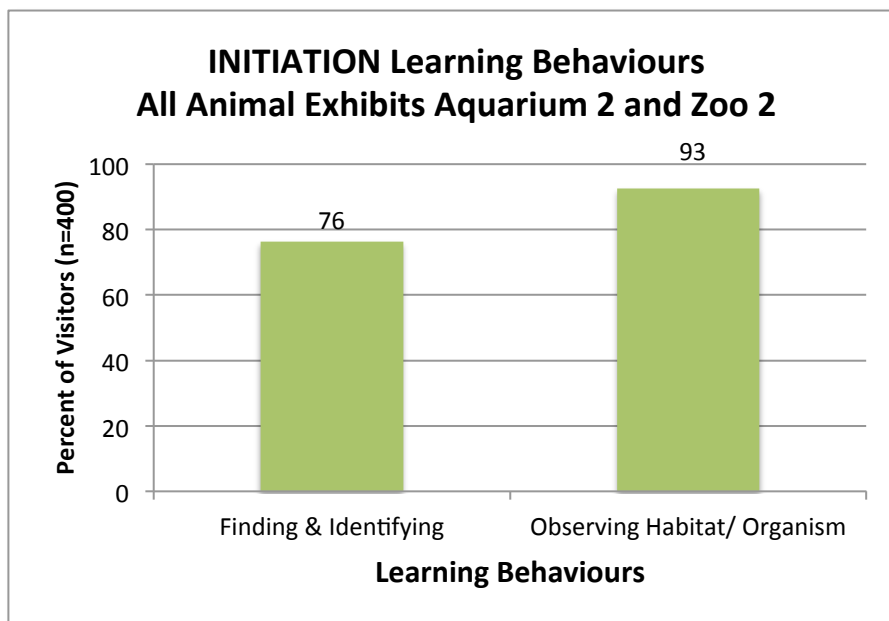 INITIATION Learning Behaviours
All Animal Exhibits Aquarium 2 and Zoo 2
Percent of Visitors (n=400)
100
80
60
40
20
0
76
93
Finding & Identifying
Observing Habitat/ Organism
Learning Behaviours